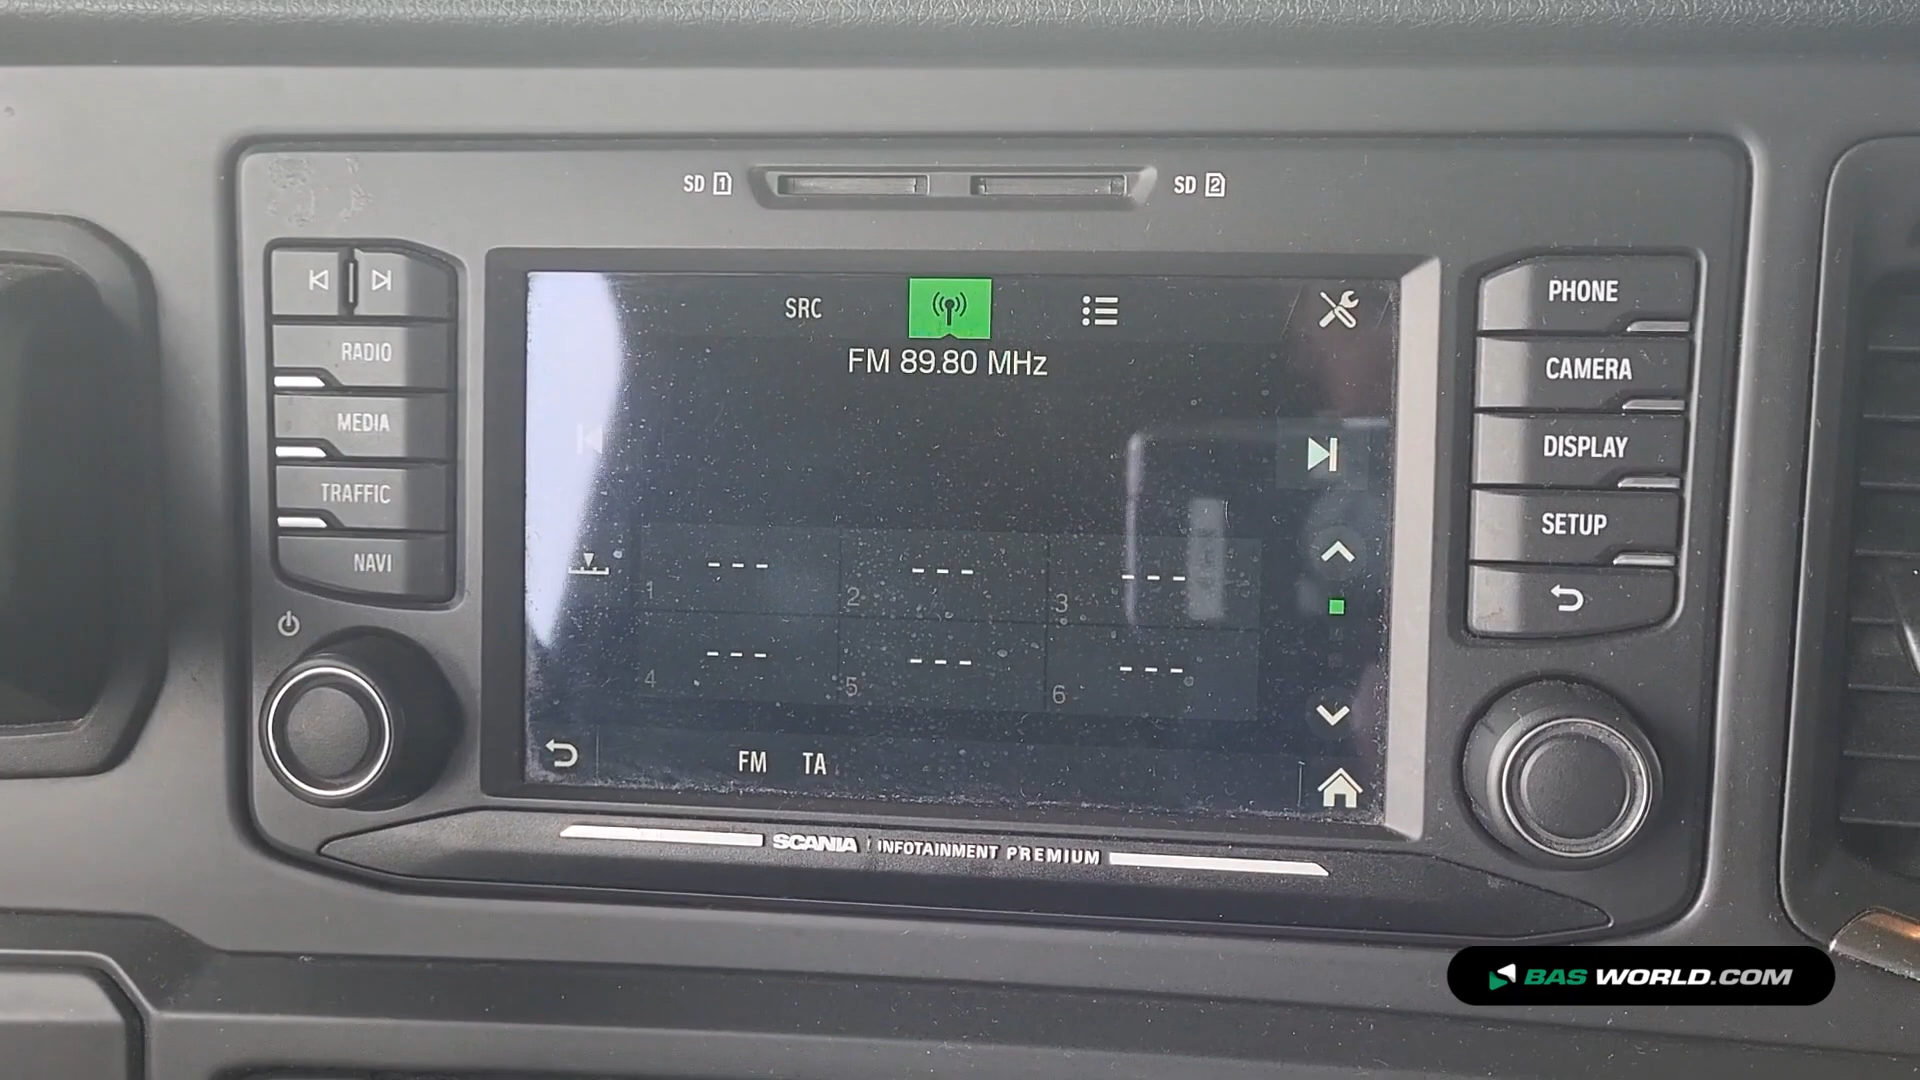 SD 1 SD 2
RADIO
MEDIA
TRAFFIC
NAVI
SRC
FM 89.80 MHz
--- --- ---
1 2 3
--- --- ---
4 5 6
FM TA
PHONE
CAMERA
DISPLAY
SETUP
SCANIA INFOTAINMENT PREMIUM
BAS WORLD.COM